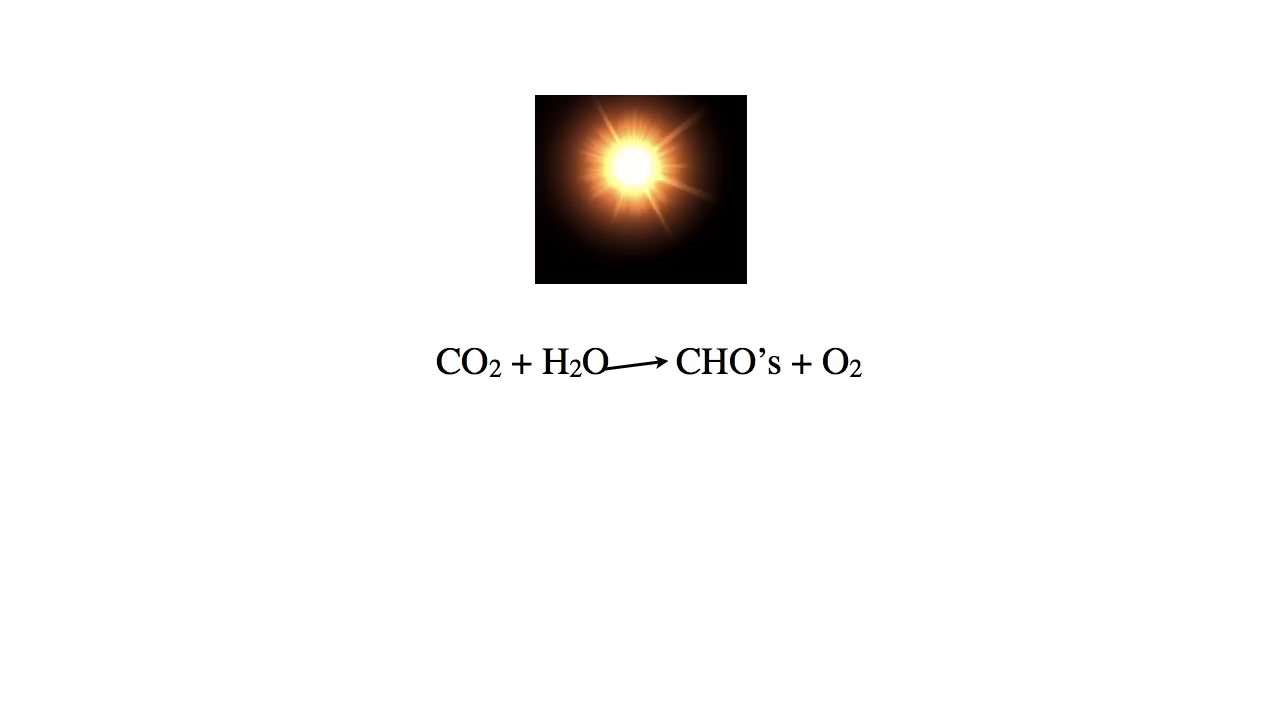 CO₂ + H₂O → CHO’s + O₂